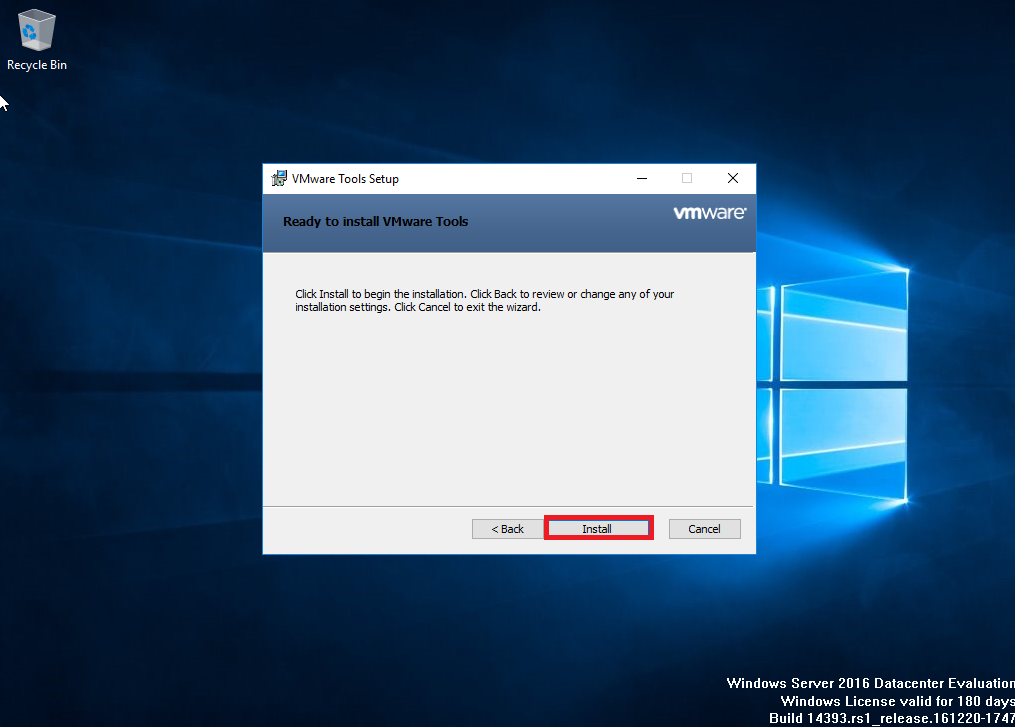 Recycle Bin
VMware Tools Setup
Ready to install VMware Tools
vmware®
Click Install to begin the installation. Click Back to review or change any of your
installation settings. Click Cancel to exit the wizard.
< Back
Install
Cancel
Windows Server 2016 Datacenter Evaluation
Windows License valid for 180 days
Build 14393.rs1_release.161220-1747